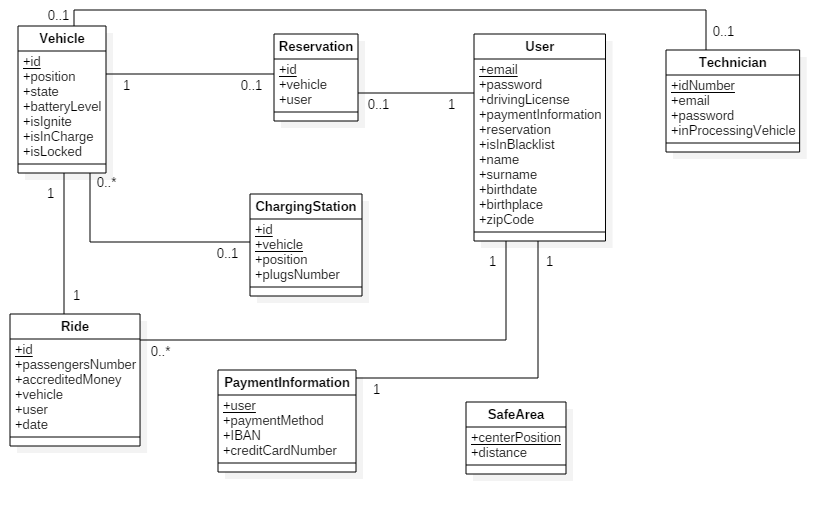 0..1
0..1
Vehicle
+id
+position
+state
+batteryLevel
+isIgnite
+isInCharge
+isLocked
1
0..1
Reservation
+id
+vehicle
+user
0..1
1
User
+email
+password
+drivingLicense
+paymentInformation
+reservation
+isInBlacklist
+name
+surname
+birthdate
+birthplace
+zipCode
Technician
+idNumber
+email
+password
+inProcessingVehicle
1
0..*
0..1
ChargingStation
+id
+vehicle
+position
+plugsNumber
1
1
1
0..*
Ride
+id
+passengersNumber
+accreditedMoney
+vehicle
+user
+date
1
PaymentInformation
+user
+paymentMethod
+IBAN
+creditCardNumber
SafeArea
+centerPosition
+distance